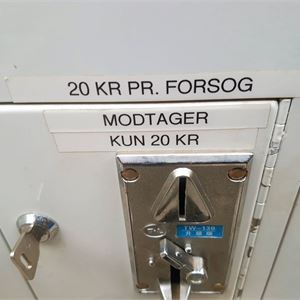 20 KR PR. FORSOG
MODTAGER
KUN 20 KR
TW-139